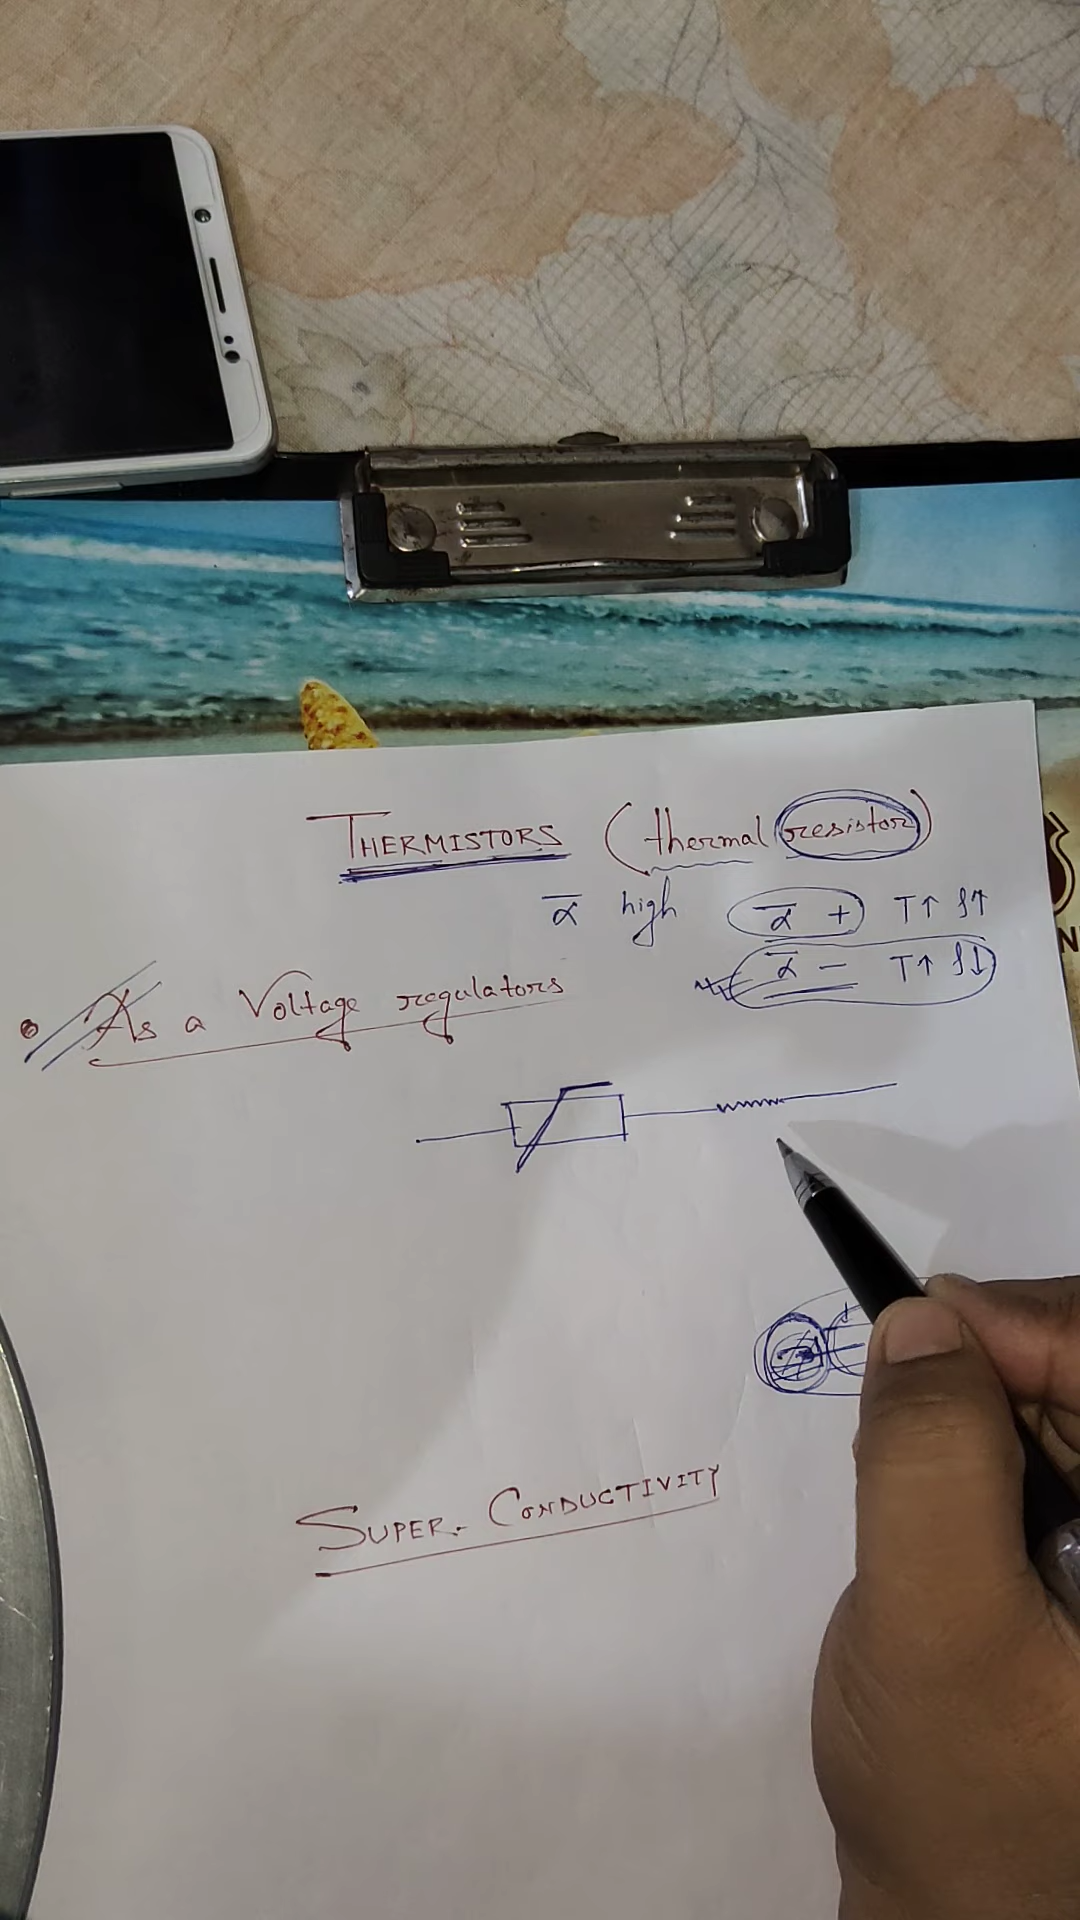 THERMISTORS (thermal resistor)
ᾱ high ᾱ + T↑ ρ↑
ᾱ − T↑ ρ↓
• As a Voltage regulators
SUPER-CONDUCTIVITY